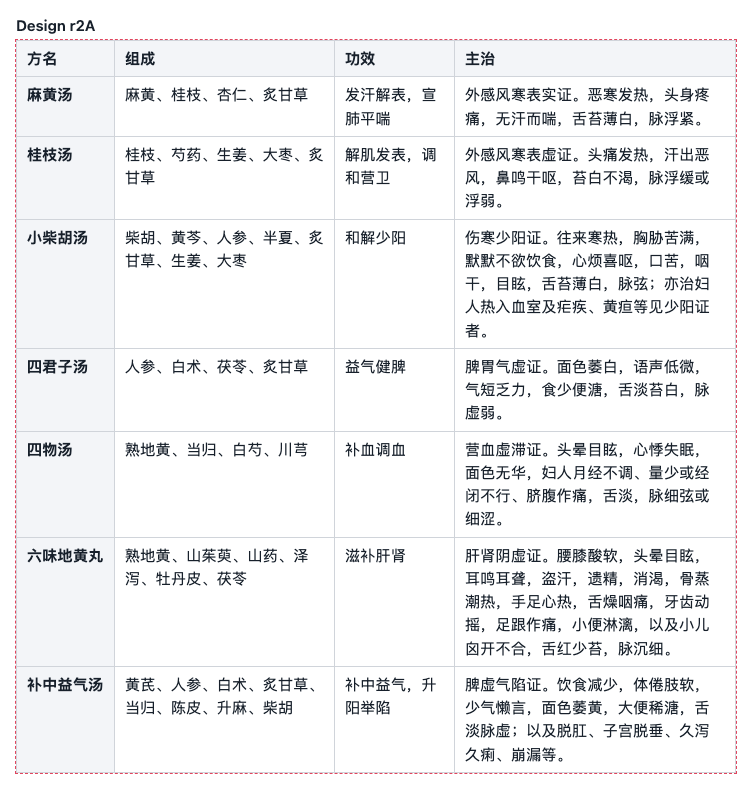 Design r2A
方名 组成 功效 主治
麻黄汤 麻黄、桂枝、杏仁、炙甘草 发汗解表，宣 外感风寒表实证。恶寒发热，头身疼
肺平喘 痛，无汗而喘，舌苔薄白，脉浮紧。
桂枝汤 桂枝、芍药、生姜、大枣、炙 解肌发表，调 外感风寒表虚证。头痛发热，汗出恶
甘草 和营卫 风，鼻鸣干呕，苔白不渴，脉浮缓或
浮弱。
小柴胡汤 柴胡、黄芩、人参、半夏、炙 和解少阳 伤寒少阳证。往来寒热，胸胁苦满，
甘草、生姜、大枣 默默不欲饮食，心烦喜呕，口苦，咽
干，目眩，舌苔薄白，脉弦；亦治妇
人热入血室及疟疾、黄疸等见少阳证
者。
四君子汤 人参、白术、茯苓、炙甘草 益气健脾 脾胃气虚证。面色萎白，语声低微，
气短乏力，食少便溏，舌淡苔白，脉
虚弱。
四物汤 熟地黄、当归、白芍、川芎 补血调血 营血虚滞证。头晕目眩，心悸失眠，
面色无华，妇人月经不调、量少或经
闭不行、脐腹作痛，舌淡，脉细弦或
细涩。
六味地黄丸 熟地黄、山茱萸、山药、泽 滋补肝肾 肝肾阴虚证。腰膝酸软，头晕目眩，
泻、牡丹皮、茯苓 耳鸣耳聋，盗汗，遗精，消渴，骨蒸
潮热，手足心热，舌燥咽痛，牙齿动
摇，足跟作痛，小便淋漓，以及小儿
囟开不合，舌红少苔，脉沉细。
补中益气汤 黄芪、人参、白术、炙甘草、 补中益气，升 脾虚气陷证。饮食减少，体倦肢软，
当归、陈皮、升麻、柴胡 阳举陷 少气懒言，面色萎黄，大便稀溏，舌
淡脉虚；以及脱肛、子宫脱垂、久泻
久痢、崩漏等。